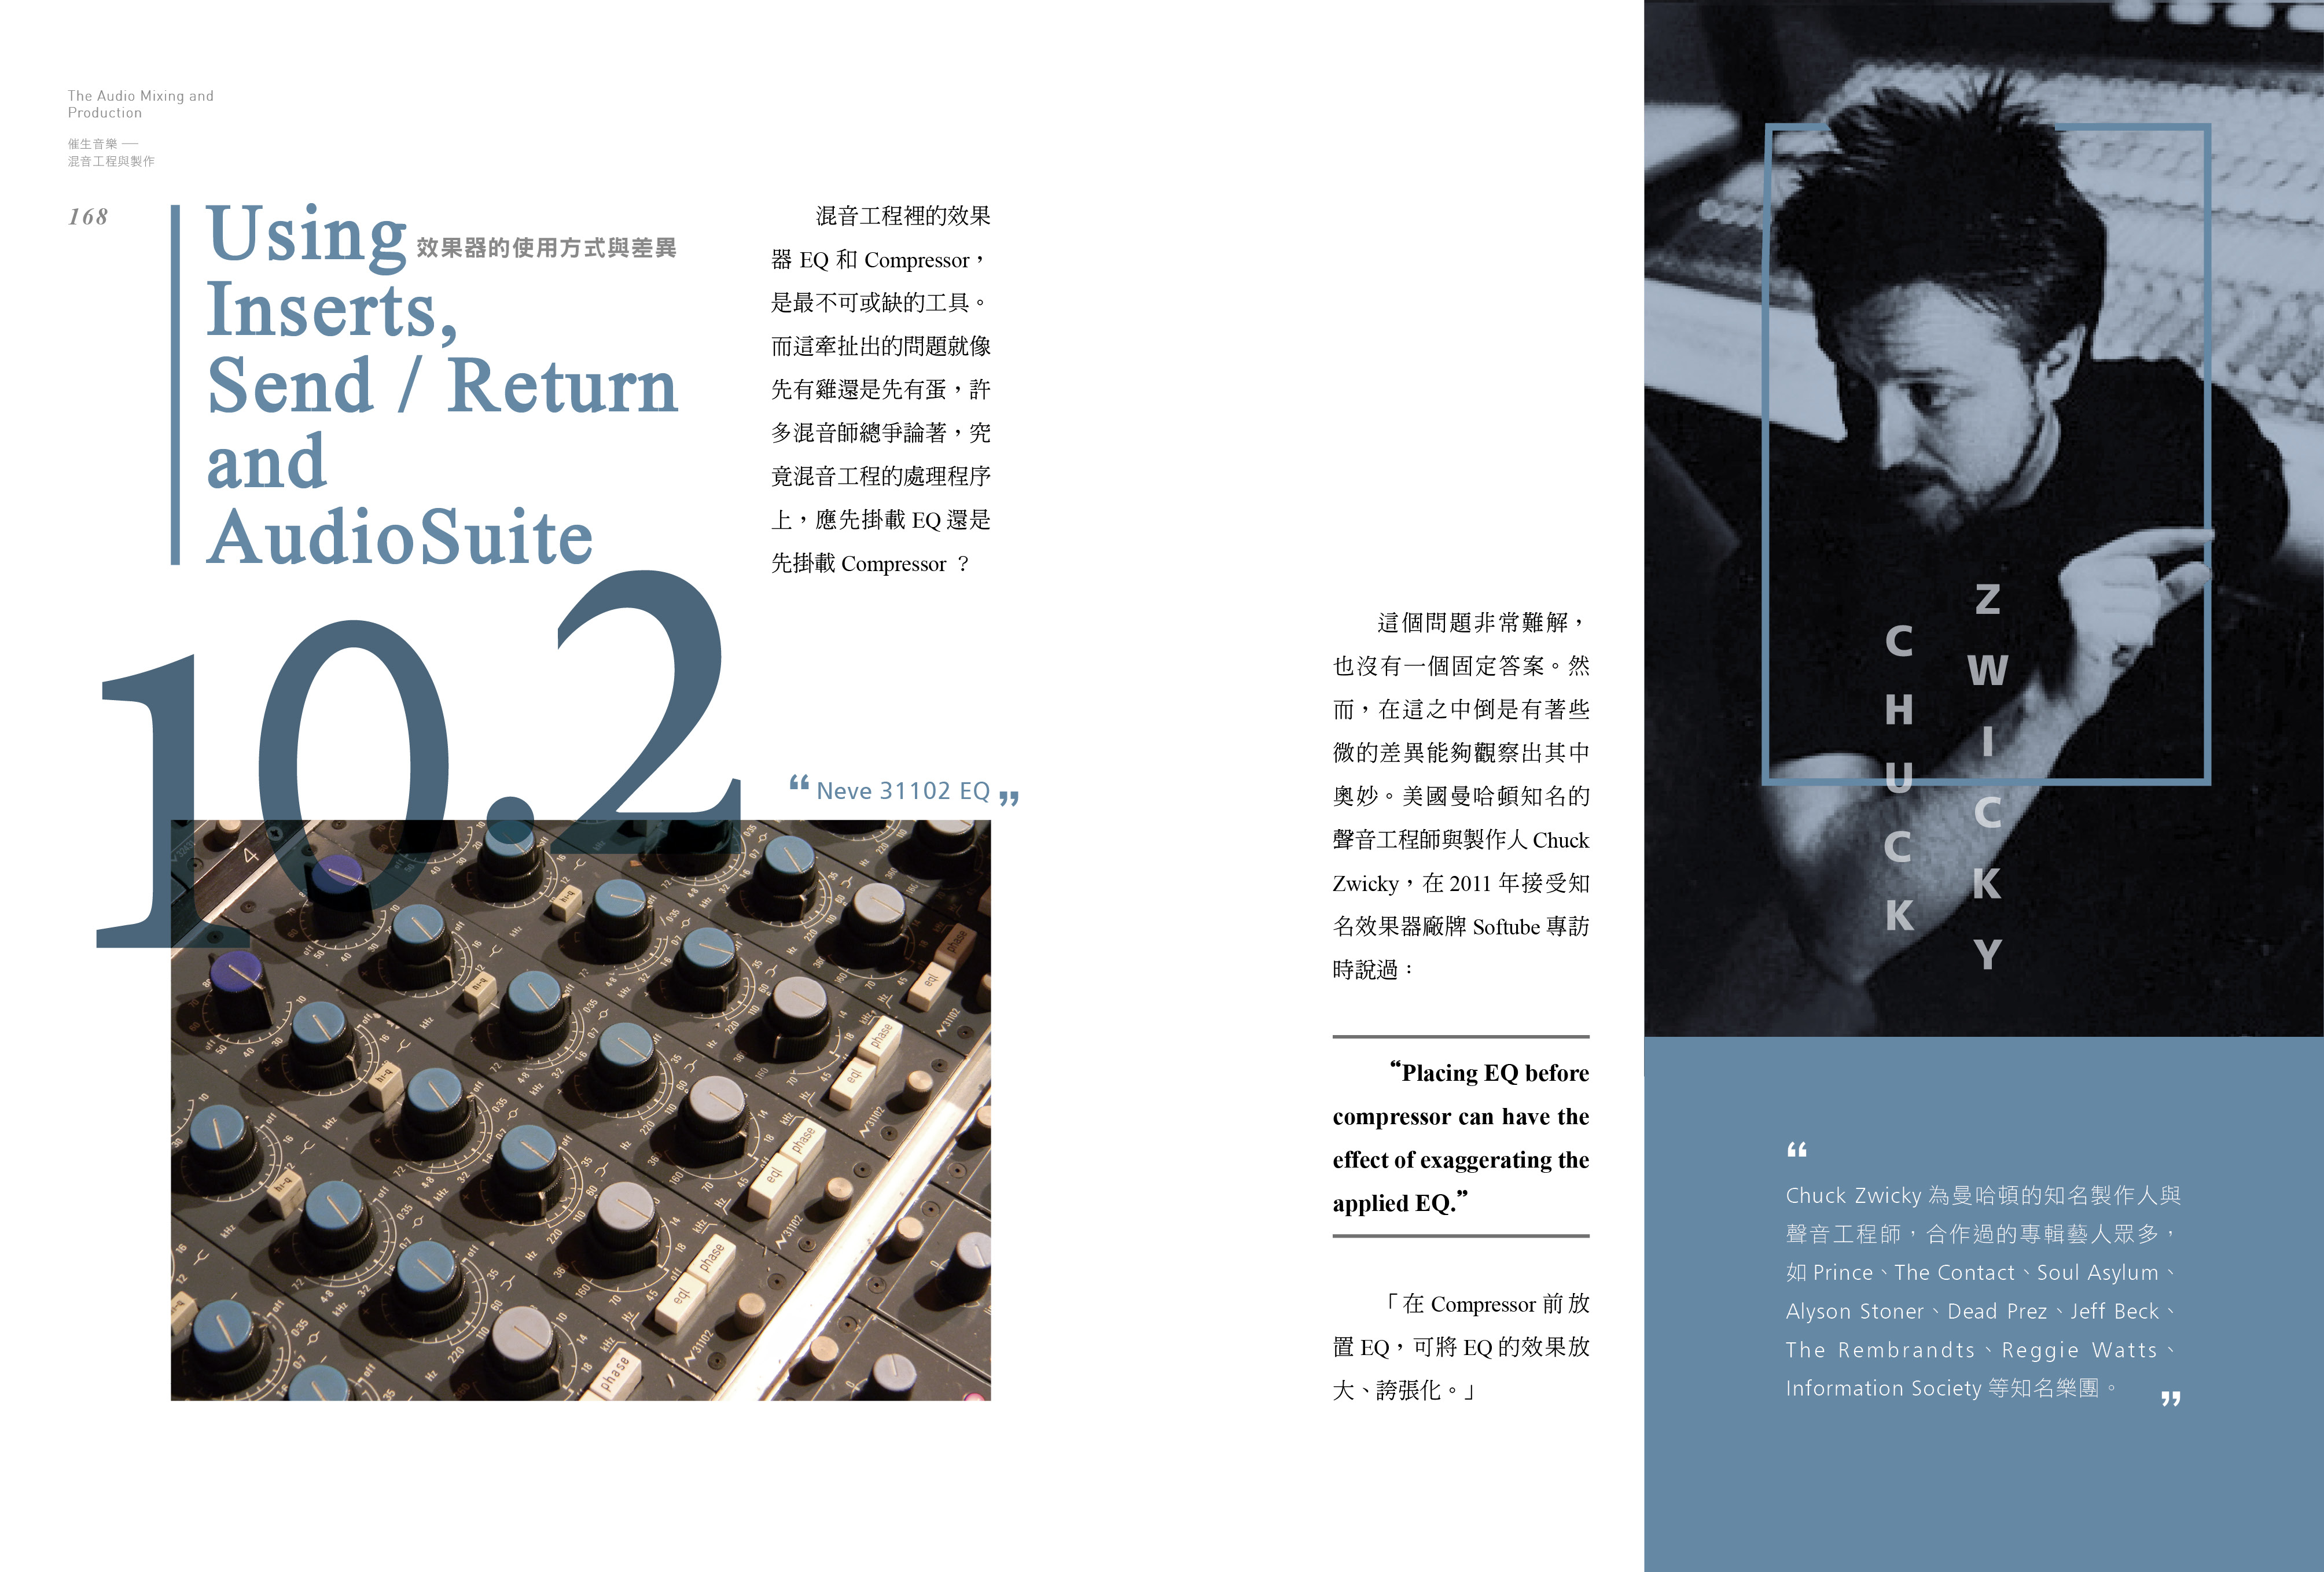 The Audio Mixing and
Production
催生音樂 —
混音工程與製作
168
Using 效果器的使用方式與差異
Inserts,
Send / Return
and
AudioSuite
10.2
混音工程裡的效果
器 EQ 和 Compressor，
是最不可或缺的工具。
而這牽扯出的問題就像
先有雞還是先有蛋，許
多混音師總爭論著，究
竟混音工程的處理程序
上，應先掛載 EQ 還是
先掛載 Compressor ？
“ Neve 31102 EQ ”
這個問題非常難解，
也沒有一個固定答案。然
而，在這之中倒是有著些
微的差異能夠觀察出其中
奧妙。美國曼哈頓知名的
聲音工程師與製作人 Chuck
Zwicky，在 2011 年接受知
名效果器廠牌 Softube 專訪
時說過：
“Placing EQ before
compressor can have the
effect of exaggerating the
applied EQ.”
「在 Compressor 前放
置 EQ，可將 EQ 的效果放
大、誇張化。」
CHUCK
ZWICKY
“
Chuck Zwicky 為曼哈頓的知名製作人與
聲音工程師，合作過的專輯藝人眾多，
如 Prince、The Contact、Soul Asylum、
Alyson Stoner、Dead Prez、Jeff Beck、
The Rembrandts、Reggie Watts、
Information Society 等知名樂團。
”